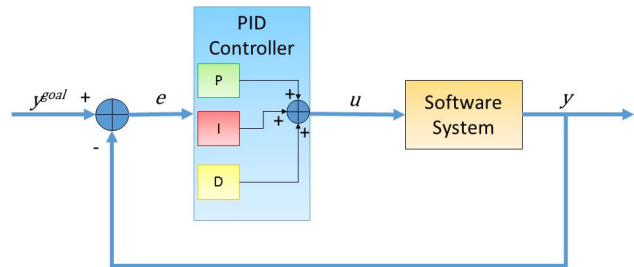 PID
Controller
y^goal
+
-
e
P
I
D
+
+
+
u
Software
System
y